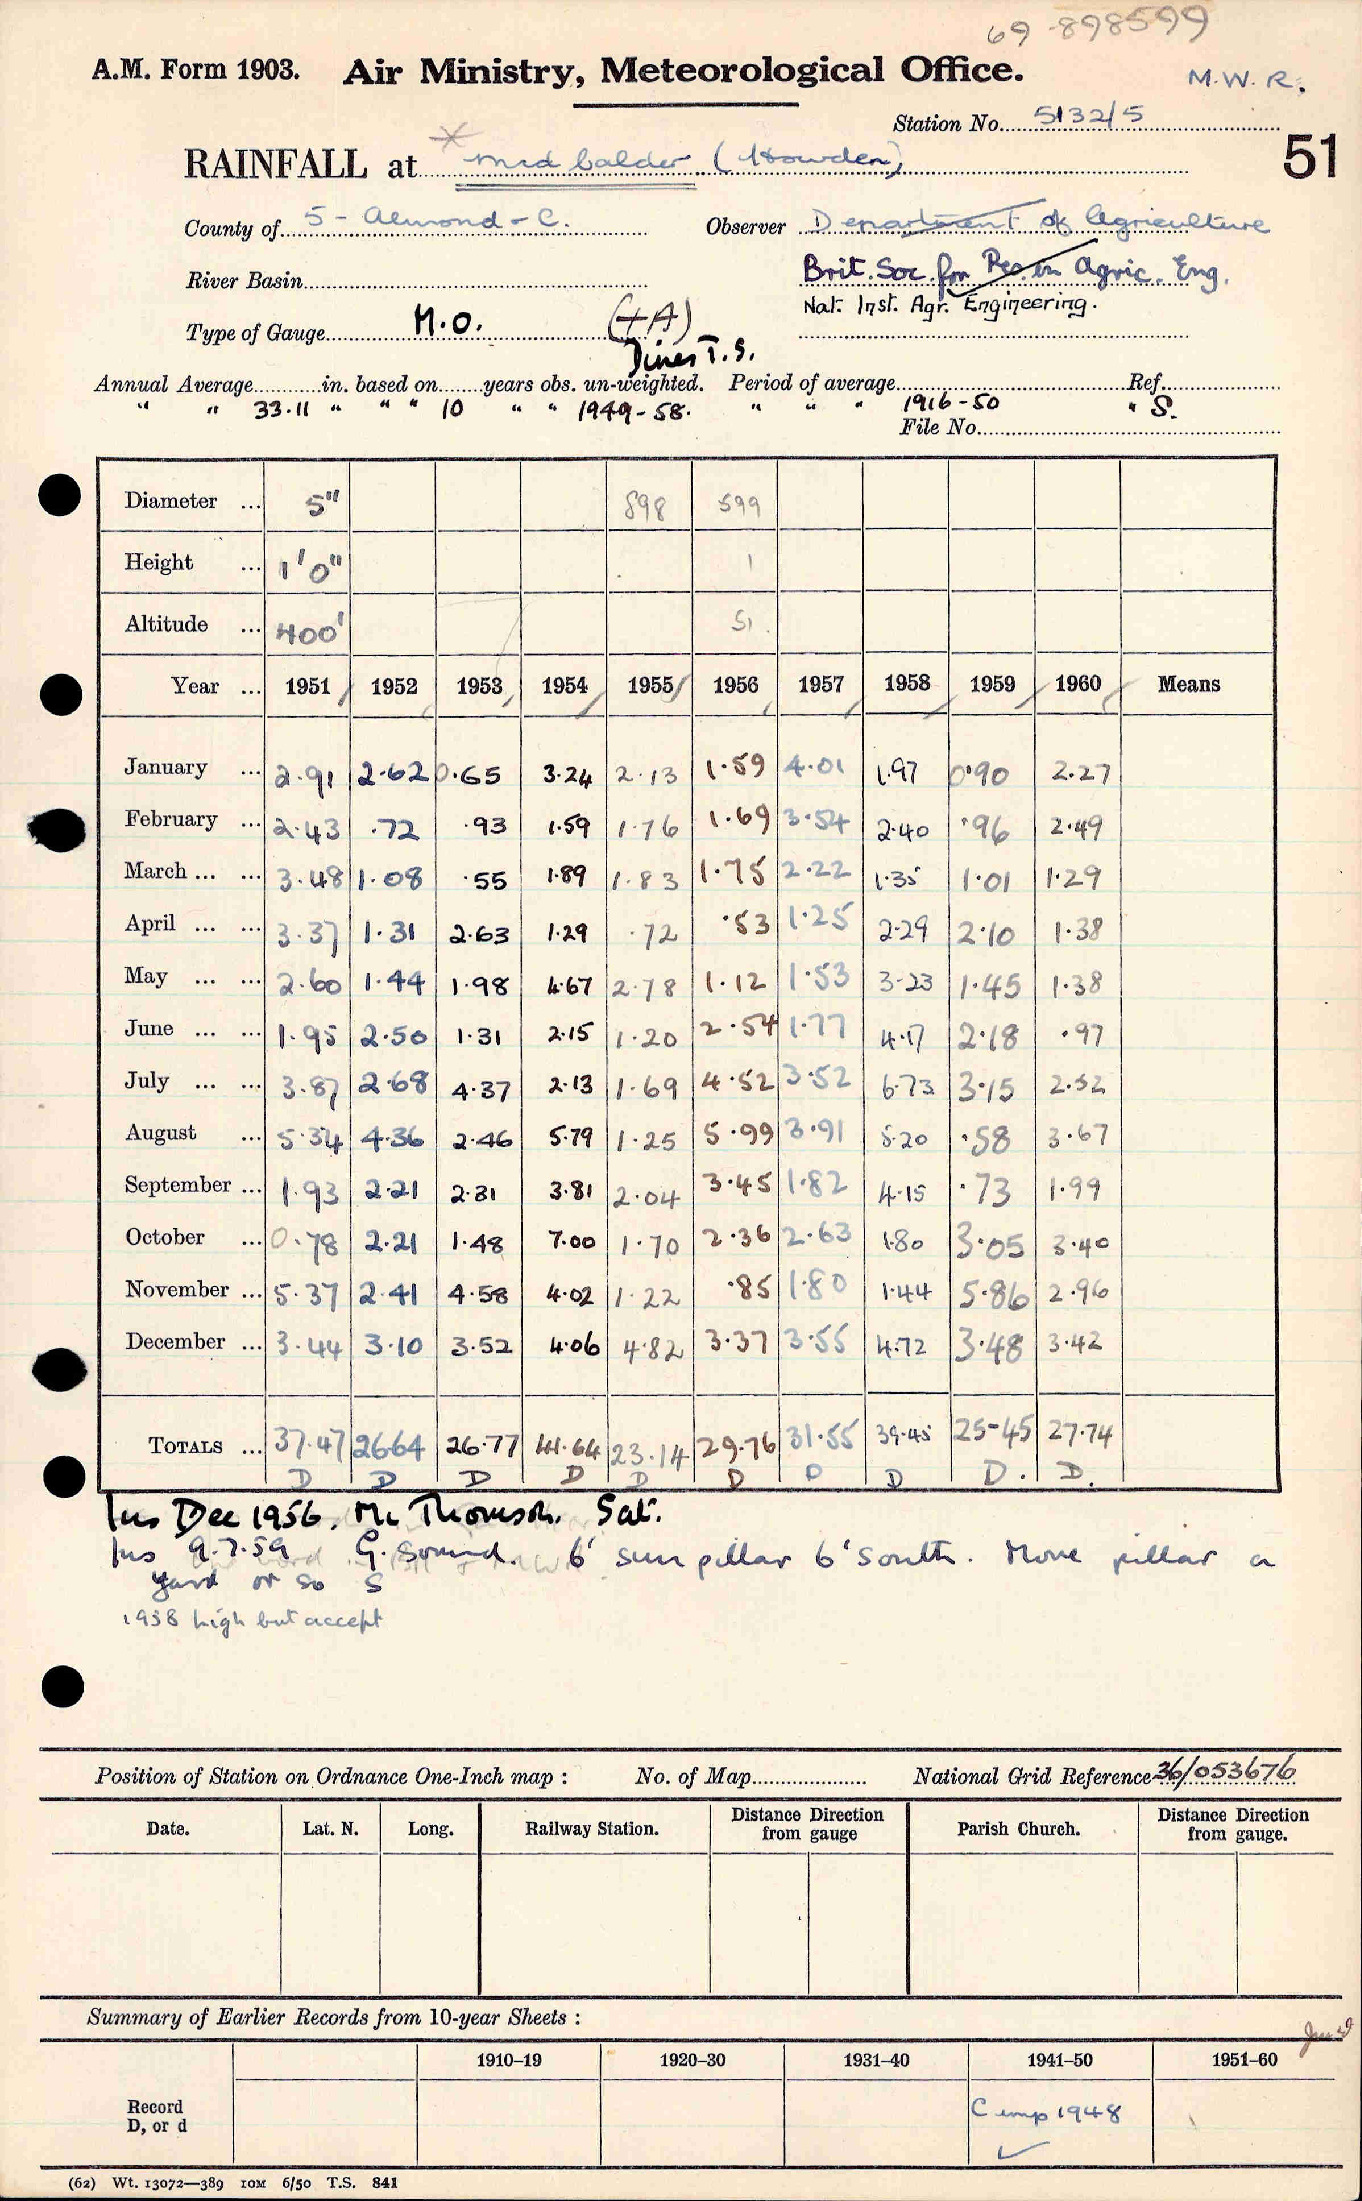 69-898599
A.M. Form 1903. Air Ministry, Meteorological Office. M.W.R.
Station No. 5132/5
51
RAINFALL at * Mid Calder (Howden)
County of 5 - Almond - C. Observer Department of Agriculture
Brit. Soc. for Res. in Agric. Eng.
River Basin
Nat. Inst. Agr. Engineering.
Type of Gauge M.O. (+A)
Dines T.S.
Annual Average in. based on years obs. un-weighted. Period of average Ref.
" " 33.11 " " " 10 " " 1949-58. " " " 1916-50 " S.
File No.
Diameter ... 5" 898 599
Height ... 1'0" 1
Altitude ... 400' 51
Year ... 1951 1952 1953 1954 1955 1956 1957 1958 1959 1960 Means
January ... 2.91 2.62 0.65 3.24 2.13 1.59 4.01 1.97 0.90 2.27
February ... 2.43 .72 .93 1.59 1.76 1.69 3.54 2.40 .96 2.49
March ... ... 3.48 1.08 .55 1.89 1.83 1.75 2.22 1.35 1.01 1.29
April ... ... 3.37 1.31 2.63 1.29 .72 .53 1.25 2.29 2.10 1.38
May ... ... 2.60 1.44 1.98 4.67 2.78 1.12 1.53 3.23 1.45 1.38
June ... ... 1.95 2.50 1.31 2.15 1.20 2.54 1.77 4.17 2.18 .97
July ... ... 3.87 2.68 4.37 2.13 1.69 4.52 3.52 6.73 3.15 2.52
August ... 5.34 4.36 2.46 5.79 1.25 5.99 3.91 5.20 .58 3.67
September ... 1.93 2.21 2.31 3.81 2.04 3.45 1.82 4.15 .73 1.99
October ... 0.78 2.21 1.48 7.00 1.70 2.36 2.63 1.80 3.05 3.40
November ... 5.37 2.41 4.58 4.02 1.22 .85 1.80 1.44 5.86 2.96
December ... 3.44 3.10 3.52 4.06 4.82 3.37 3.55 4.72 3.48 3.42
TOTALS ... 37.47 26.64 26.77 41.64 23.14 29.76 31.55 39.45 25-45 27.74
D D D D D D D D D. D.
Ins Dec 1956. Mr Thomson. Sat.
Ins 9.7.59 G. Sound. 6' sun pillar 6' South. Move pillar a
yard or so S
1958 high but accept
Position of Station on Ordnance One-Inch map : No. of Map National Grid Reference 36/053676
Date. Lat. N. Long. Railway Station. Distance Direction from gauge Parish Church. Distance Direction from gauge.
Summary of Earlier Records from 10-year Sheets :
1910–19 1920–30 1931–40 1941–50 1951–60
Record
D, or d
Comp 1948
(62) Wt. 13072—389 10M 6/50 T.S. 841